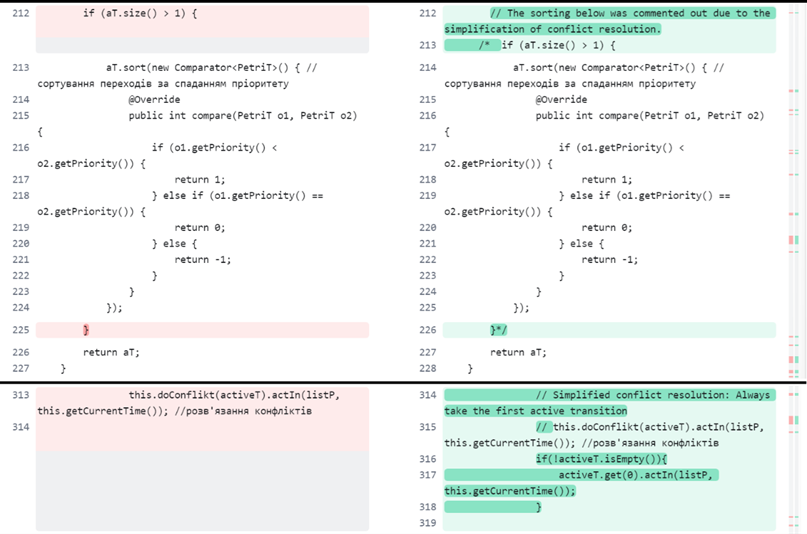 212 if (aT.size() > 1) {
213 aT.sort(new Comparator<PetriT>() { //
сортування переходів за спаданням пріоритету
214 @Override
215 public int compare(PetriT o1, PetriT o2)
{
216 if (o1.getPriority() <
o2.getPriority()) {
217 return 1;
218 } else if (o1.getPriority() ==
o2.getPriority()) {
219 return 0;
220 } else {
221 return -1;
222 }
223 }
224 });
225 }
226 return aT;
227 }
212 // The sorting below was commented out due to the
simplification of conflict resolution.
213 /* if (aT.size() > 1) {
214 aT.sort(new Comparator<PetriT>() { //
сортування переходів за спаданням пріоритету
215 @Override
216 public int compare(PetriT o1, PetriT o2)
{
217 if (o1.getPriority() <
o2.getPriority()) {
218 return 1;
219 } else if (o1.getPriority() ==
o2.getPriority()) {
220 return 0;
221 } else {
222 return -1;
223 }
224 }
225 });
226 }*/
227 return aT;
228 }
313 this.doConflikt(activeT).actIn(listP,
this.getCurrentTime()); //розв'язання конфліктів
314
314 // Simplified conflict resolution: Always
take the first active transition
315 // this.doConflikt(activeT).actIn(listP,
this.getCurrentTime()); //розв'язання конфліктів
316 if(!activeT.isEmpty()){
317 activeT.get(0).actIn(listP,
this.getCurrentTime());
318 }
319